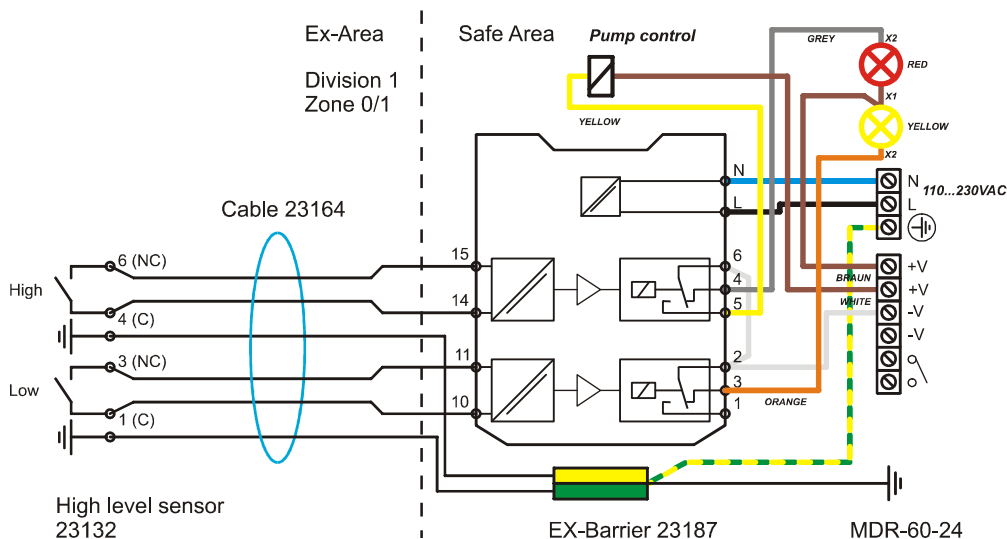 Ex-Area
Safe Area
Pump control
GREY
X2
RED
Division 1
Zone 0/1
X1
YELLOW
YELLOW
X2
N
N
110...230VAC
L
L
Cable 23164
6 (NC)
15
6
+V
BRAUN
High
4
+V
14
5
WHITE
-V
4 (C)
-V
3 (NC)
11
2
Low
3
ORANGE
10
1
1 (C)
High level sensor
23132
EX-Barrier 23187
MDR-60-24